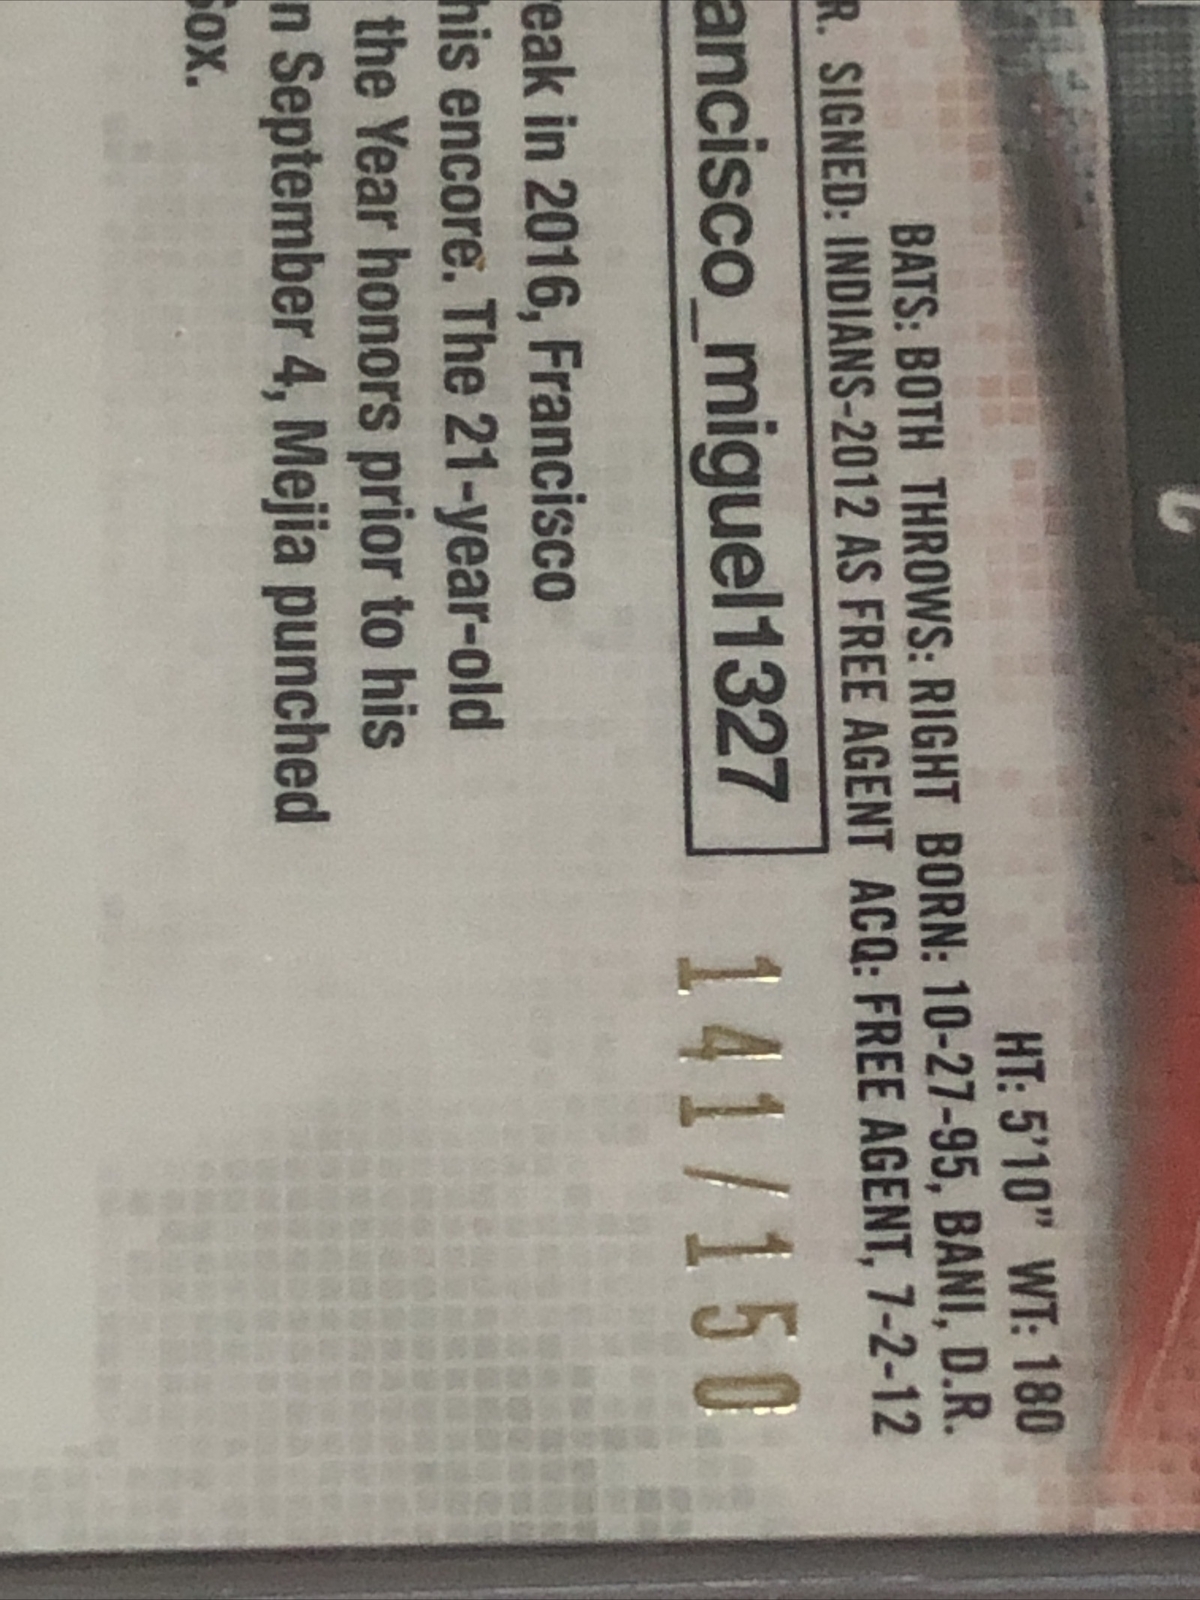 C
HT: 5'10" WT: 180
BATS: BOTH THROWS: RIGHT BORN: 10-27-95, BANI, D.R.
R. SIGNED: INDIANS-2012 AS FREE AGENT ACQ: FREE AGENT, 7-2-12
ancisco_miguel1327
141/150
eak in 2016, Francisco
his encore. The 21-year-old
the Year honors prior to his
n September 4, Mejia punched
Sox.